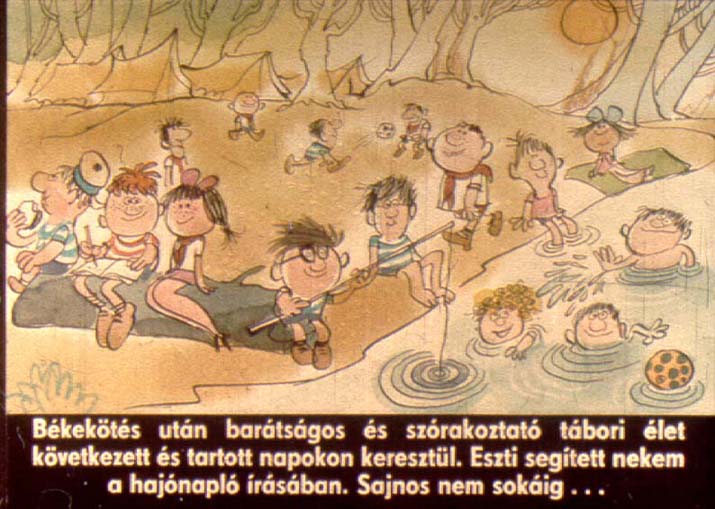 Békekötés után barátságos és szórakoztató tábori élet
következett és tartott napokon keresztül. Eszti segített nekem
a hajónapló írásában. Sajnos nem sokáig . . .